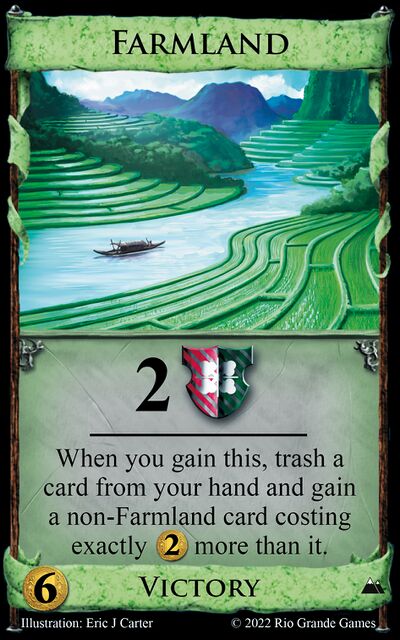 FARMLAND
2
When you gain this, trash a
card from your hand and gain
a non-Farmland card costing
exactly 2 more than it.
6 VICTORY
Illustration: Eric J Carter © 2022 Rio Grande Games